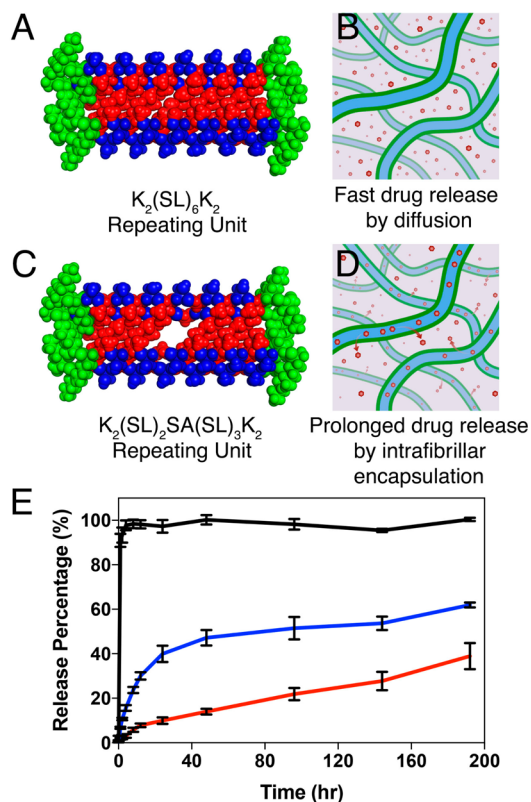 A
K₂(SL)₆K₂
Repeating Unit
B
Fast drug release
by diffusion
C
K₂(SL)₂SA(SL)₃K₂
Repeating Unit
D
Prolonged drug release
by intrafibrillar
encapsulation
E
Release Percentage (%)
100
80
60
40
20
0
0 40 80 120 160 200
Time (hr)